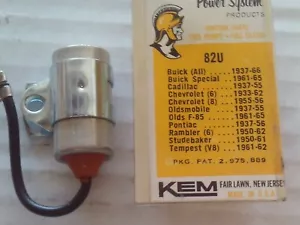 Power System
PRODUCTS
82U
Buick (All) 1937-66
Buick (Special) 1961-65
Cadillac 1937-55
Chevrolet (6) 1933-62
Chevrolet (8) 1955-56
Oldsmobile 1937-55
Olds F-85 1961-65
Pontiac 1937-56
Rambler (6) 1950-62
Studebaker 1950-61
Tempest (V8) 1961-62
PKG. PAT. 2,975,889
KEM
FAIR LAWN, NEW JERSEY
MADE IN U.S.A.